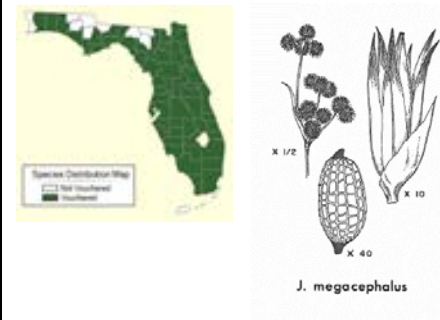 Species Distribution Map
Not Vouchered
Vouchered
X 1/2
X 10
X 40
J. megacephalus